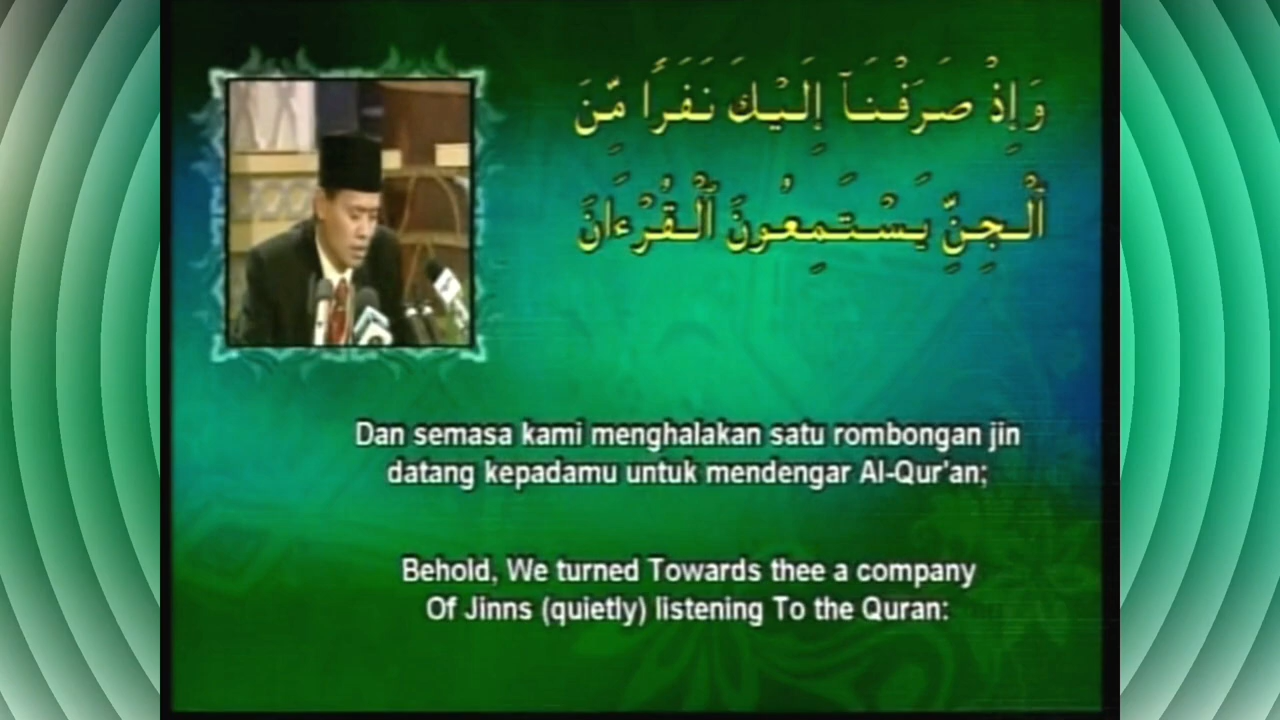 وَإِذْ صَرَفْنَآ إِلَيْكَ نَفَرًا مِّنَ
ٱلْجِنِّ يَسْتَمِعُونَ ٱلْقُرْءَانَ
Dan semasa kami menghalakan satu rombongan jin
datang kepadamu untuk mendengar Al-Qur'an;
Behold, We turned Towards thee a company
Of Jinns (quietly) listening To the Quran: